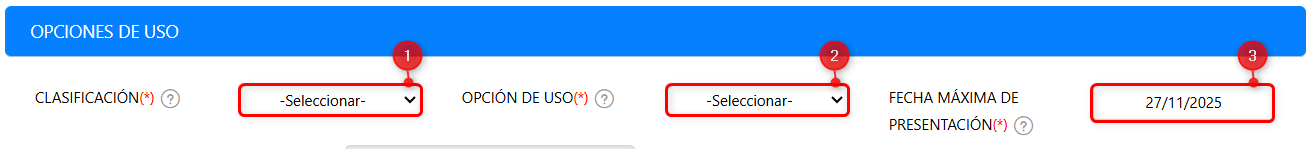 OPCIONES DE USO
1
2
3
CLASIFICACIÓN(*) ?
-Seleccionar-
OPCIÓN DE USO(*) ?
-Seleccionar-
FECHA MÁXIMA DE
PRESENTACIÓN(*) ?
27/11/2025